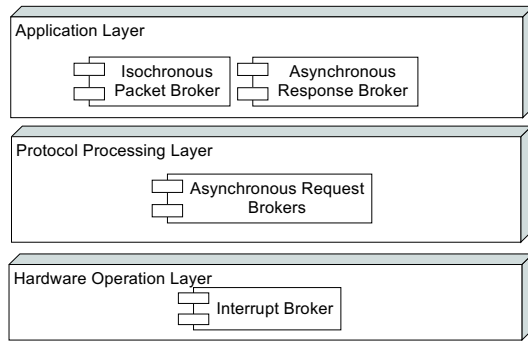 Application Layer
Isochronous
Packet Broker
Asynchronous
Response Broker
Protocol Processing Layer
Asynchronous Request
Brokers
Hardware Operation Layer
Interrupt Broker